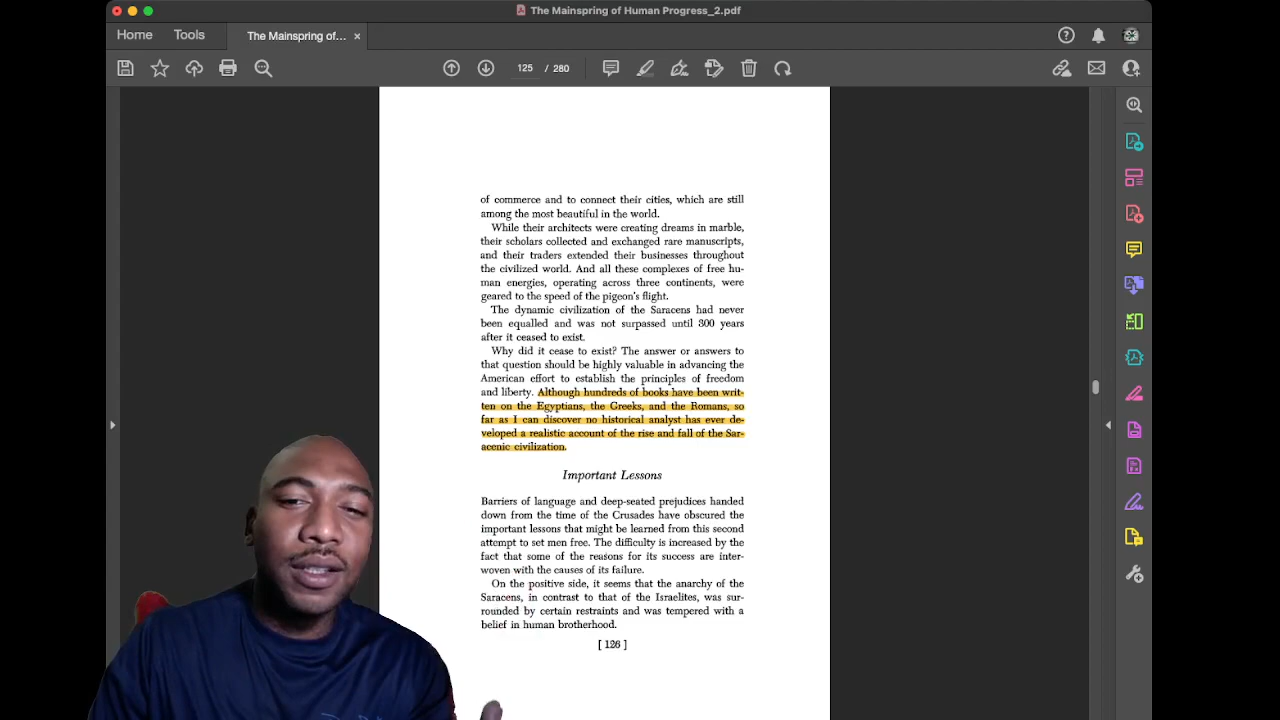 The Mainspring of Human Progress_2.pdf
Home Tools The Mainspring of... ×
125 / 280
of commerce and to connect their cities, which are still
among the most beautiful in the world.
While their architects were creating dreams in marble,
their scholars collected and exchanged rare manuscripts,
and their traders extended their businesses throughout
the civilized world. And all these complexes of free hu-
man energies, operating across three continents, were
geared to the speed of the pigeon's flight.
The dynamic civilization of the Saracens had never
been equalled and was not surpassed until 300 years
after it ceased to exist.
Why did it cease to exist? The answer or answers to
that question should be highly valuable in advancing the
American effort to establish the principles of freedom
and liberty. Although hundreds of books have been writ-
ten on the Egyptians, the Greeks, and the Romans, so
far as I can discover no historical analyst has ever de-
veloped a realistic account of the rise and fall of the Sar-
acenic civilization.
Important Lessons
Barriers of language and deep-seated prejudices handed
down from the time of the Crusades have obscured the
important lessons that might be learned from this second
attempt to set men free. The difficulty is increased by the
fact that some of the reasons for its success are inter-
woven with the causes of its failure.
On the positive side, it seems that the anarchy of the
Saracens, in contrast to that of the Israelites, was sur-
rounded by certain restraints and was tempered with a
belief in human brotherhood.
[ 126 ]